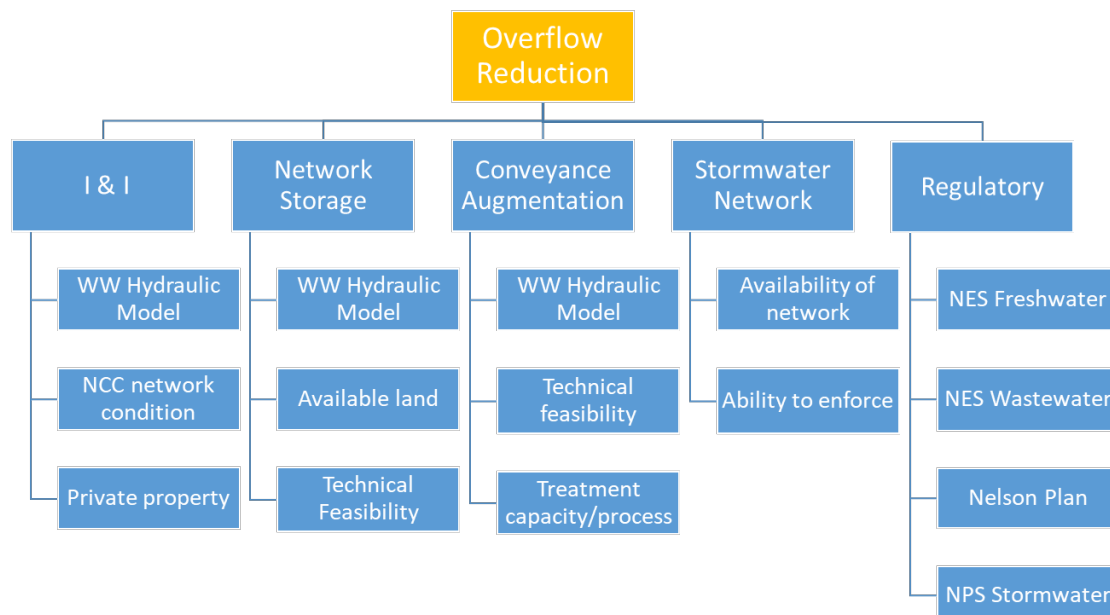 Overflow
Reduction
I & I
Network
Storage
Conveyance
Augmentation
Stormwater
Network
Regulatory
WW Hydraulic
Model
NCC network
condition
Private property
WW Hydraulic
Model
Available land
Technical
Feasibility
WW Hydraulic
Model
Technical
feasibility
Treatment
capacity/process
Availability of
network
Ability to enforce
NES Freshwater
NES Wastewater
Nelson Plan
NPS Stormwater